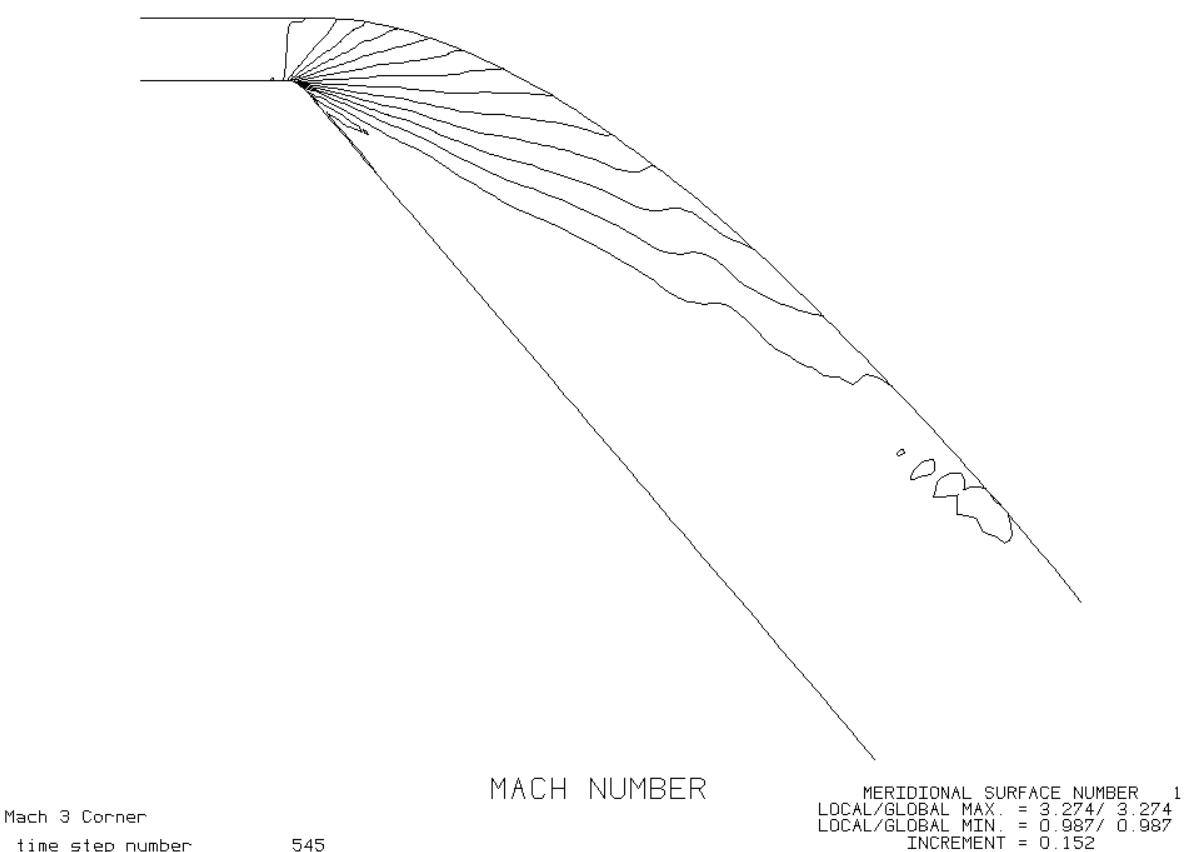 MACH NUMBER
Mach 3 Corner
time step number 545
MERIDIONAL SURFACE NUMBER 1
LOCAL/GLOBAL MAX. = 3.274/ 3.274
LOCAL/GLOBAL MIN. = 0.987/ 0.987
INCREMENT = 0.152